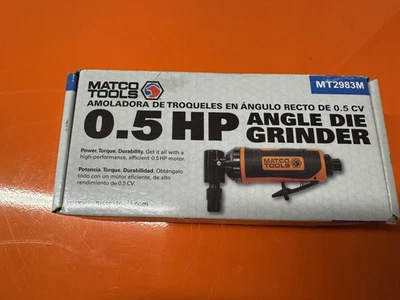 MATCO
TOOLS
MT2983M
AMOLADORA DE TROQUELES EN ÁNGULO RECTO DE 0.5 CV
0.5 HP ANGLE DIE
GRINDER
Power. Torque. Durability. Get it all with a
high-performance, efficient 0.5 HP motor.
Potencia. Torque. Durabilidad. Obténgalo
todo con un motor eficiente, de alto
rendimiento de 0.5 CV.
MATCO
TOOLS